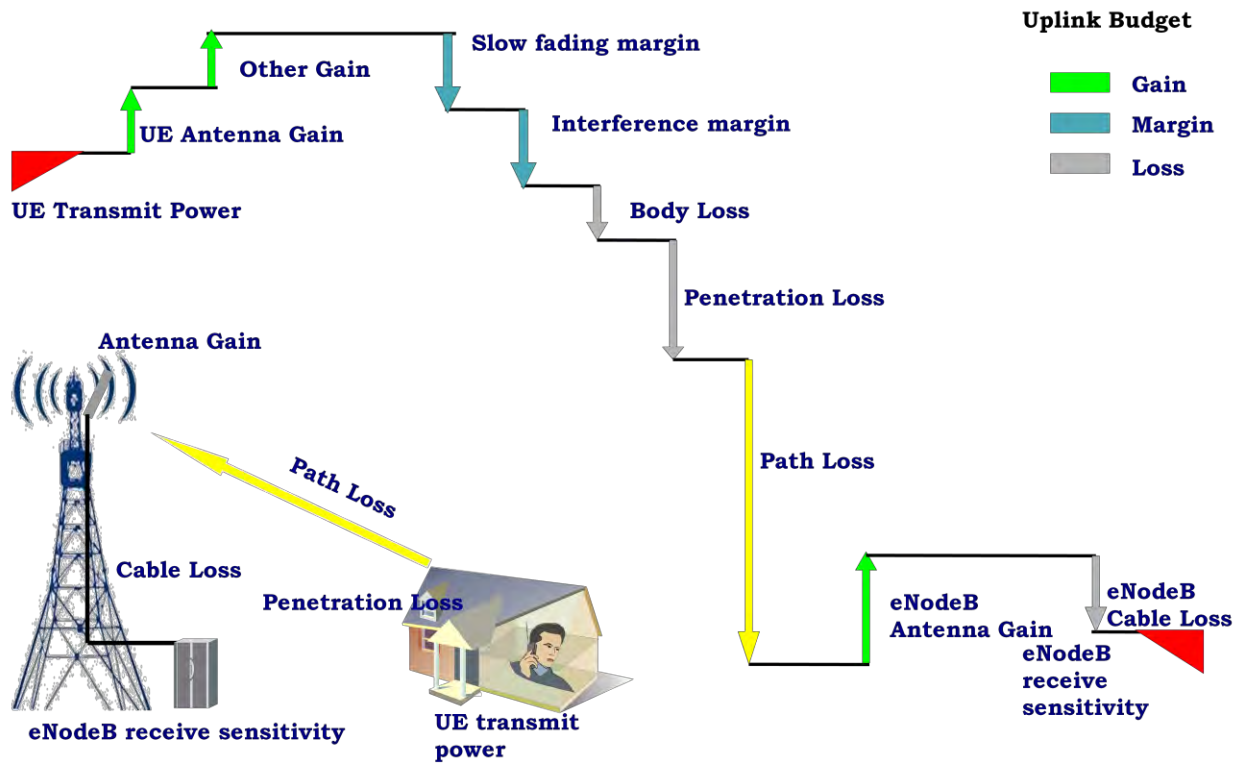 Uplink Budget
Gain
Margin
Loss
Slow fading margin
Other Gain
Interference margin
UE Antenna Gain
UE Transmit Power
Body Loss
Penetration Loss
Antenna Gain
Path Loss
Path Loss
Cable Loss
Penetration Loss
eNodeB
Antenna Gain
eNodeB
Cable Loss
eNodeB
receive
sensitivity
eNodeB receive sensitivity
UE transmit
power